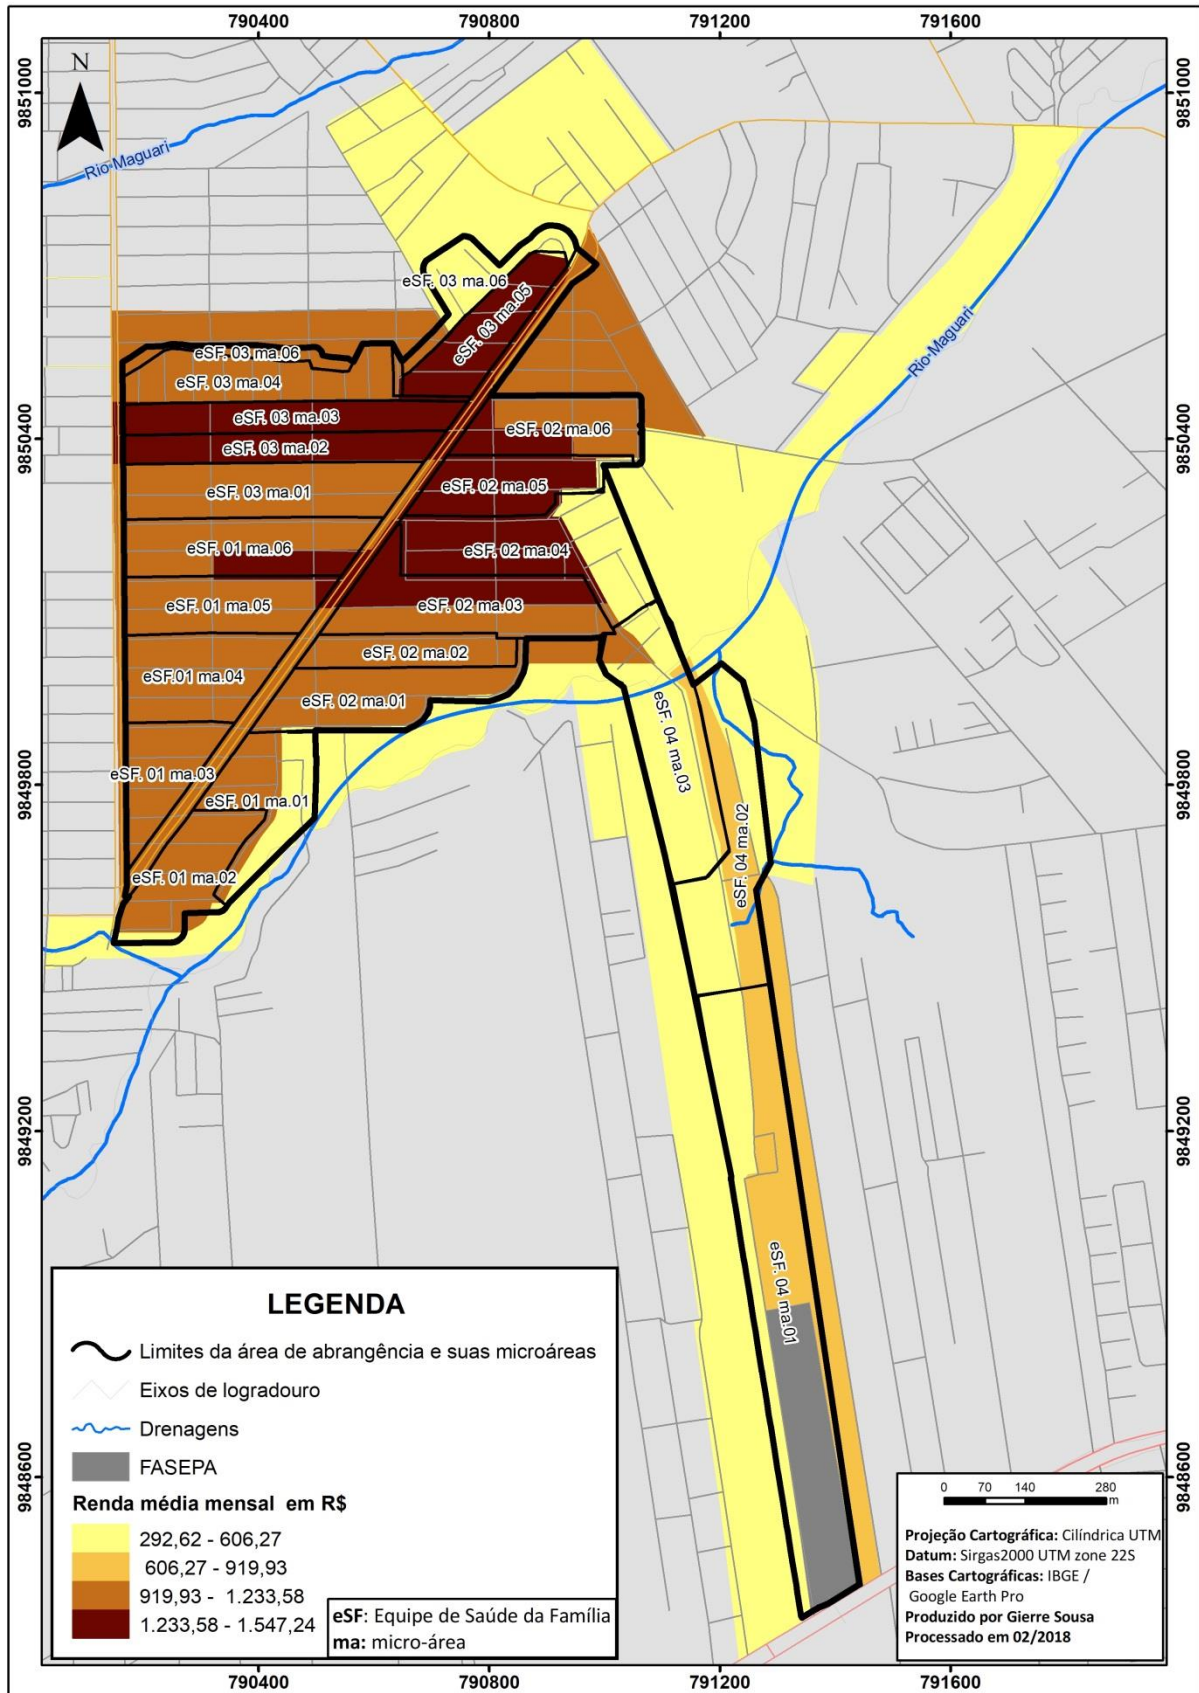 790400 790800 791200 791600
9851000 9851000
N
Rio Maguari
eSF. 03 ma.06
eSF. 03 ma.05
Rio Maguari
eSF. 03 ma.06
eSF. 03 ma.04
eSF. 03 ma.03
9850400 9850400
eSF. 02 ma.06
eSF. 03 ma.02
eSF. 02 ma.05
eSF. 03 ma.01
eSF. 01 ma.06
eSF. 02 ma.04
eSF. 01 ma.05
eSF. 02 ma.03
eSF. 02 ma.02
eSF.01 ma.04
eSF. 02 ma.01
eSF. 04 ma.03
eSF. 01 ma.03
9849800 9849800
eSF. 01 ma.01
eSF. 04 ma.02
eSF. 01 ma.02
9849200 9849200
eSF. 04 ma.01
LEGENDA
Limites da área de abrangência e suas microáreas
Eixos de logradouro
Drenagens
FASEPA
9848600 9848600
Renda média mensal em R$
292,62 - 606,27
606,27 - 919,93
919,93 - 1.233,58
1.233,58 - 1.547,24
eSF: Equipe de Saúde da Família
ma: micro-área
0 70 140 280
m
Projeção Cartográfica: Cilíndrica UTM
Datum: Sirgas2000 UTM zone 22S
Bases Cartográficas: IBGE /
Google Earth Pro
Produzido por Gierre Sousa
Processado em 02/2018
790400 790800 791200 791600